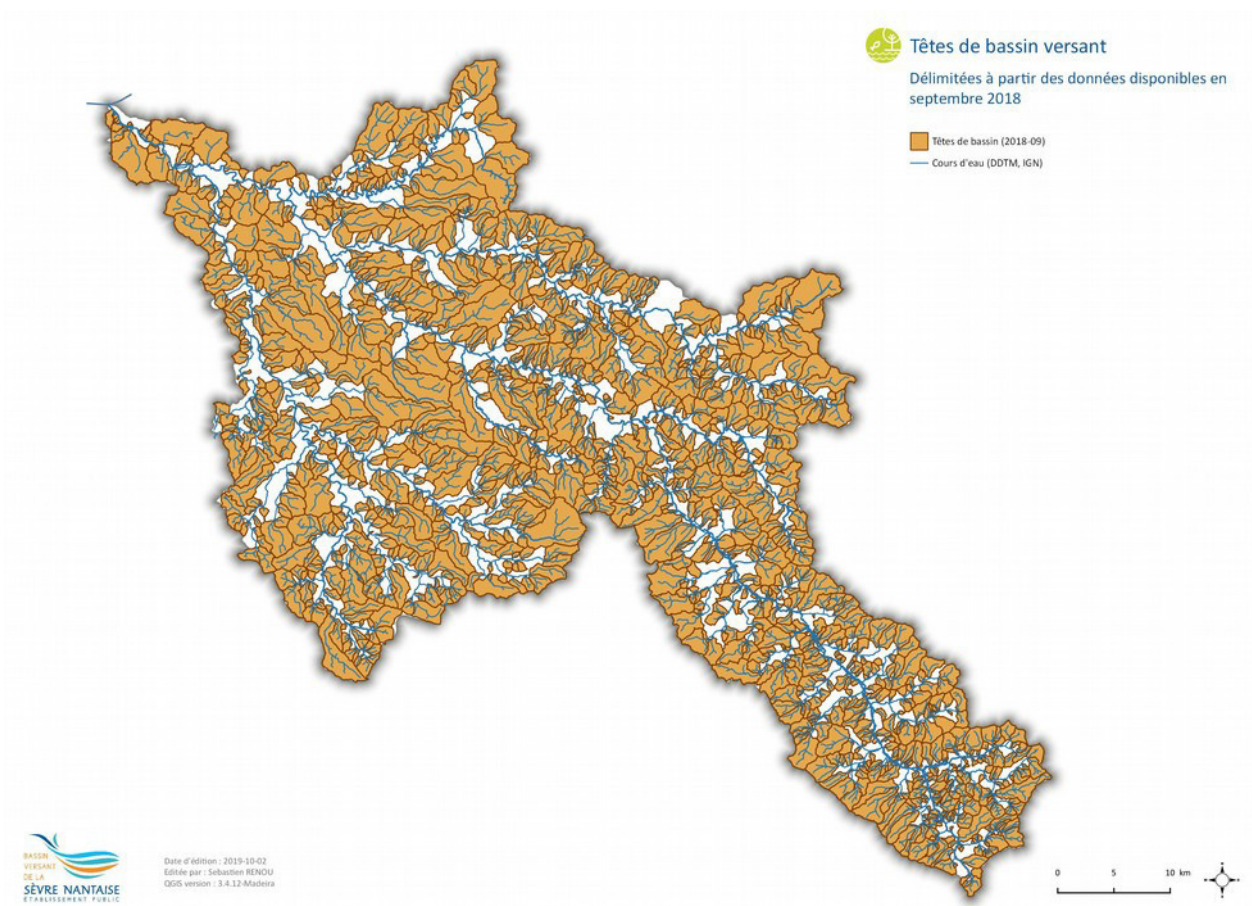 Têtes de bassin versant
Délimitées à partir des données disponibles en
septembre 2018
Têtes de bassin (2018-09)
Cours d'eau (DDTM, IGN)
BASSIN
VERSANT
DE LA
SÈVRE NANTAISE
ÉTABLISSEMENT PUBLIC
Date d'édition : 2019-10-02
Editée par : Sebastien RENOU
QGIS version : 3.4.12-Madeira
0 5 10 km